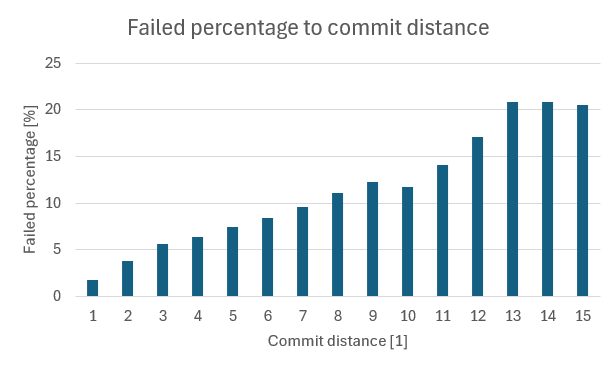 Failed percentage to commit distance
25
20
15
10
5
0
Failed percentage [%]
1 2 3 4 5 6 7 8 9 10 11 12 13 14 15
Commit distance [1]